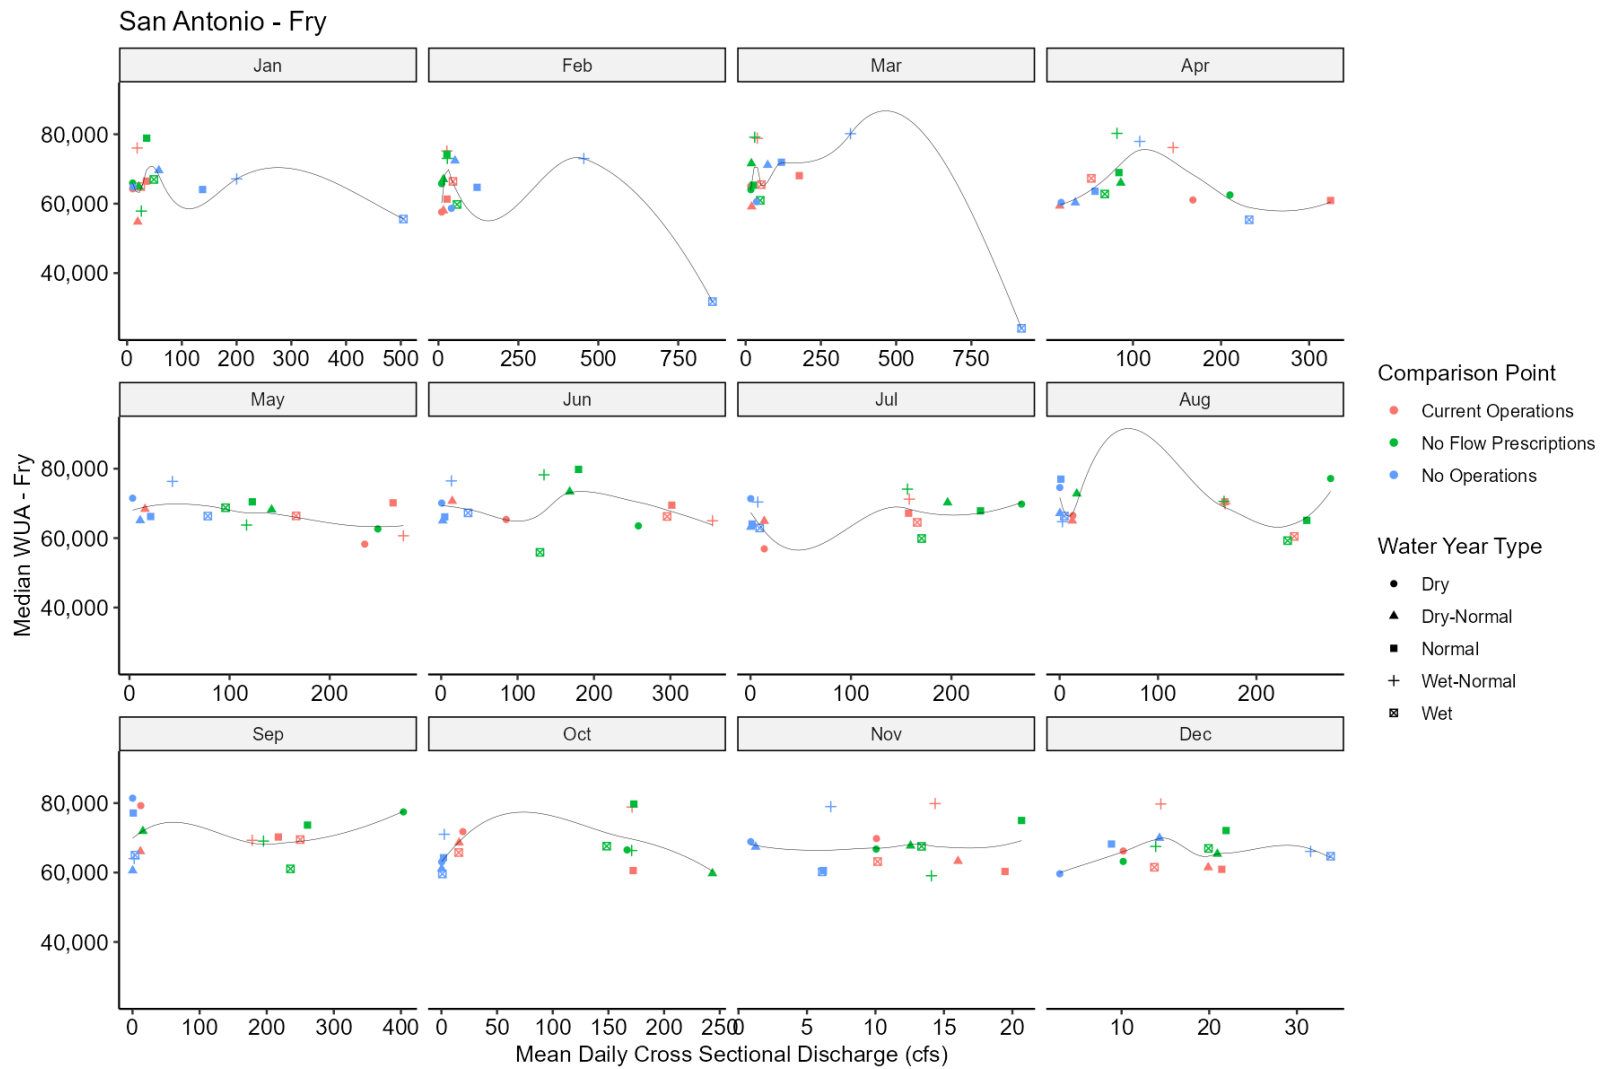 San Antonio - Fry
Jan Feb Mar Apr
80,000
60,000
40,000
0 100 200 300 400 500 0 250 500 750 0 250 500 750 100 200 300
May Jun Jul Aug
80,000
60,000
40,000
0 100 200 0 100 200 300 0 100 200 0 100 200
Sep Oct Nov Dec
80,000
60,000
40,000
0 100 200 300 400 0 50 100 150 200 250 0 5 10 15 20 10 20 30
Mean Daily Cross Sectional Discharge (cfs)
Median WUA - Fry
Comparison Point
Current Operations
No Flow Prescriptions
No Operations
Water Year Type
Dry
Dry-Normal
Normal
Wet-Normal
Wet